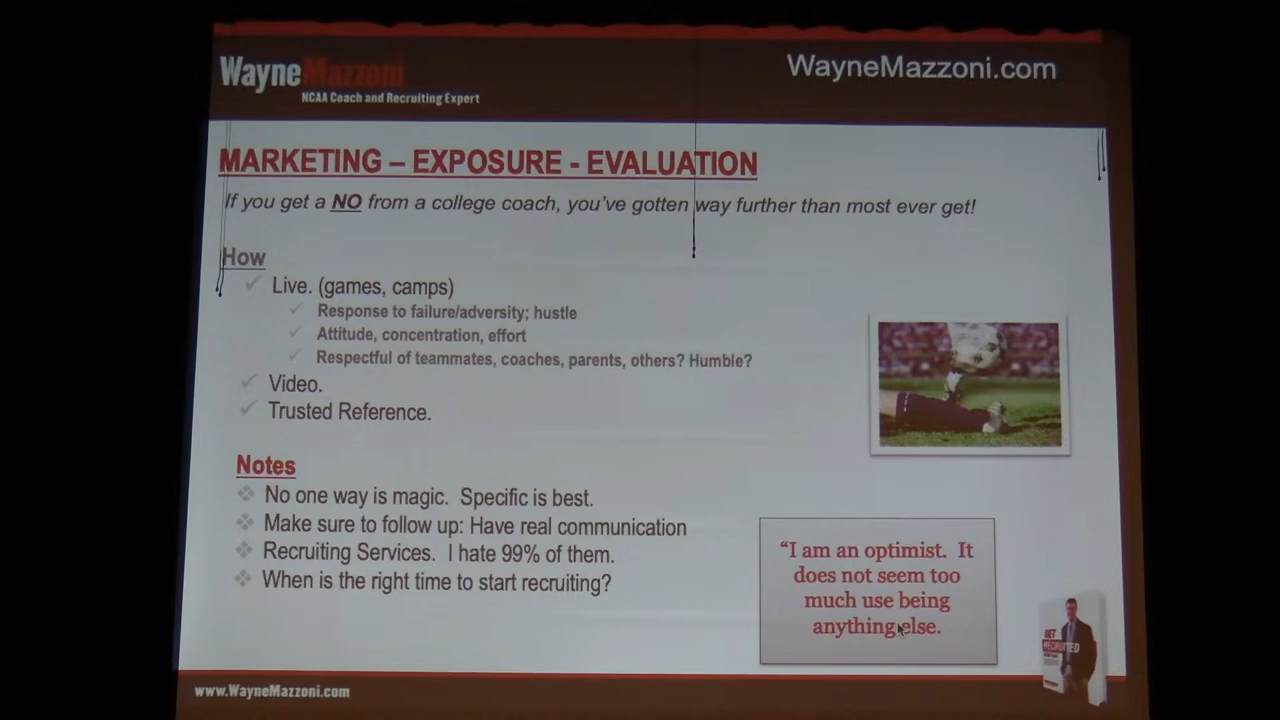 WayneMazzoni
NCAA Coach and Recruiting Expert
WayneMazzoni.com
MARKETING – EXPOSURE - EVALUATION
If you get a NO from a college coach, you've gotten way further than most ever get!
How
Live. (games, camps)
Response to failure/adversity; hustle
Attitude, concentration, effort
Respectful of teammates, coaches, parents, others? Humble?
Video.
Trusted Reference.
Notes
No one way is magic. Specific is best.
Make sure to follow up: Have real communication
Recruiting Services. I hate 99% of them.
When is the right time to start recruiting?
“I am an optimist. It
does not seem too
much use being
anything else.
GET
RECRUITED
www.WayneMazzoni.com